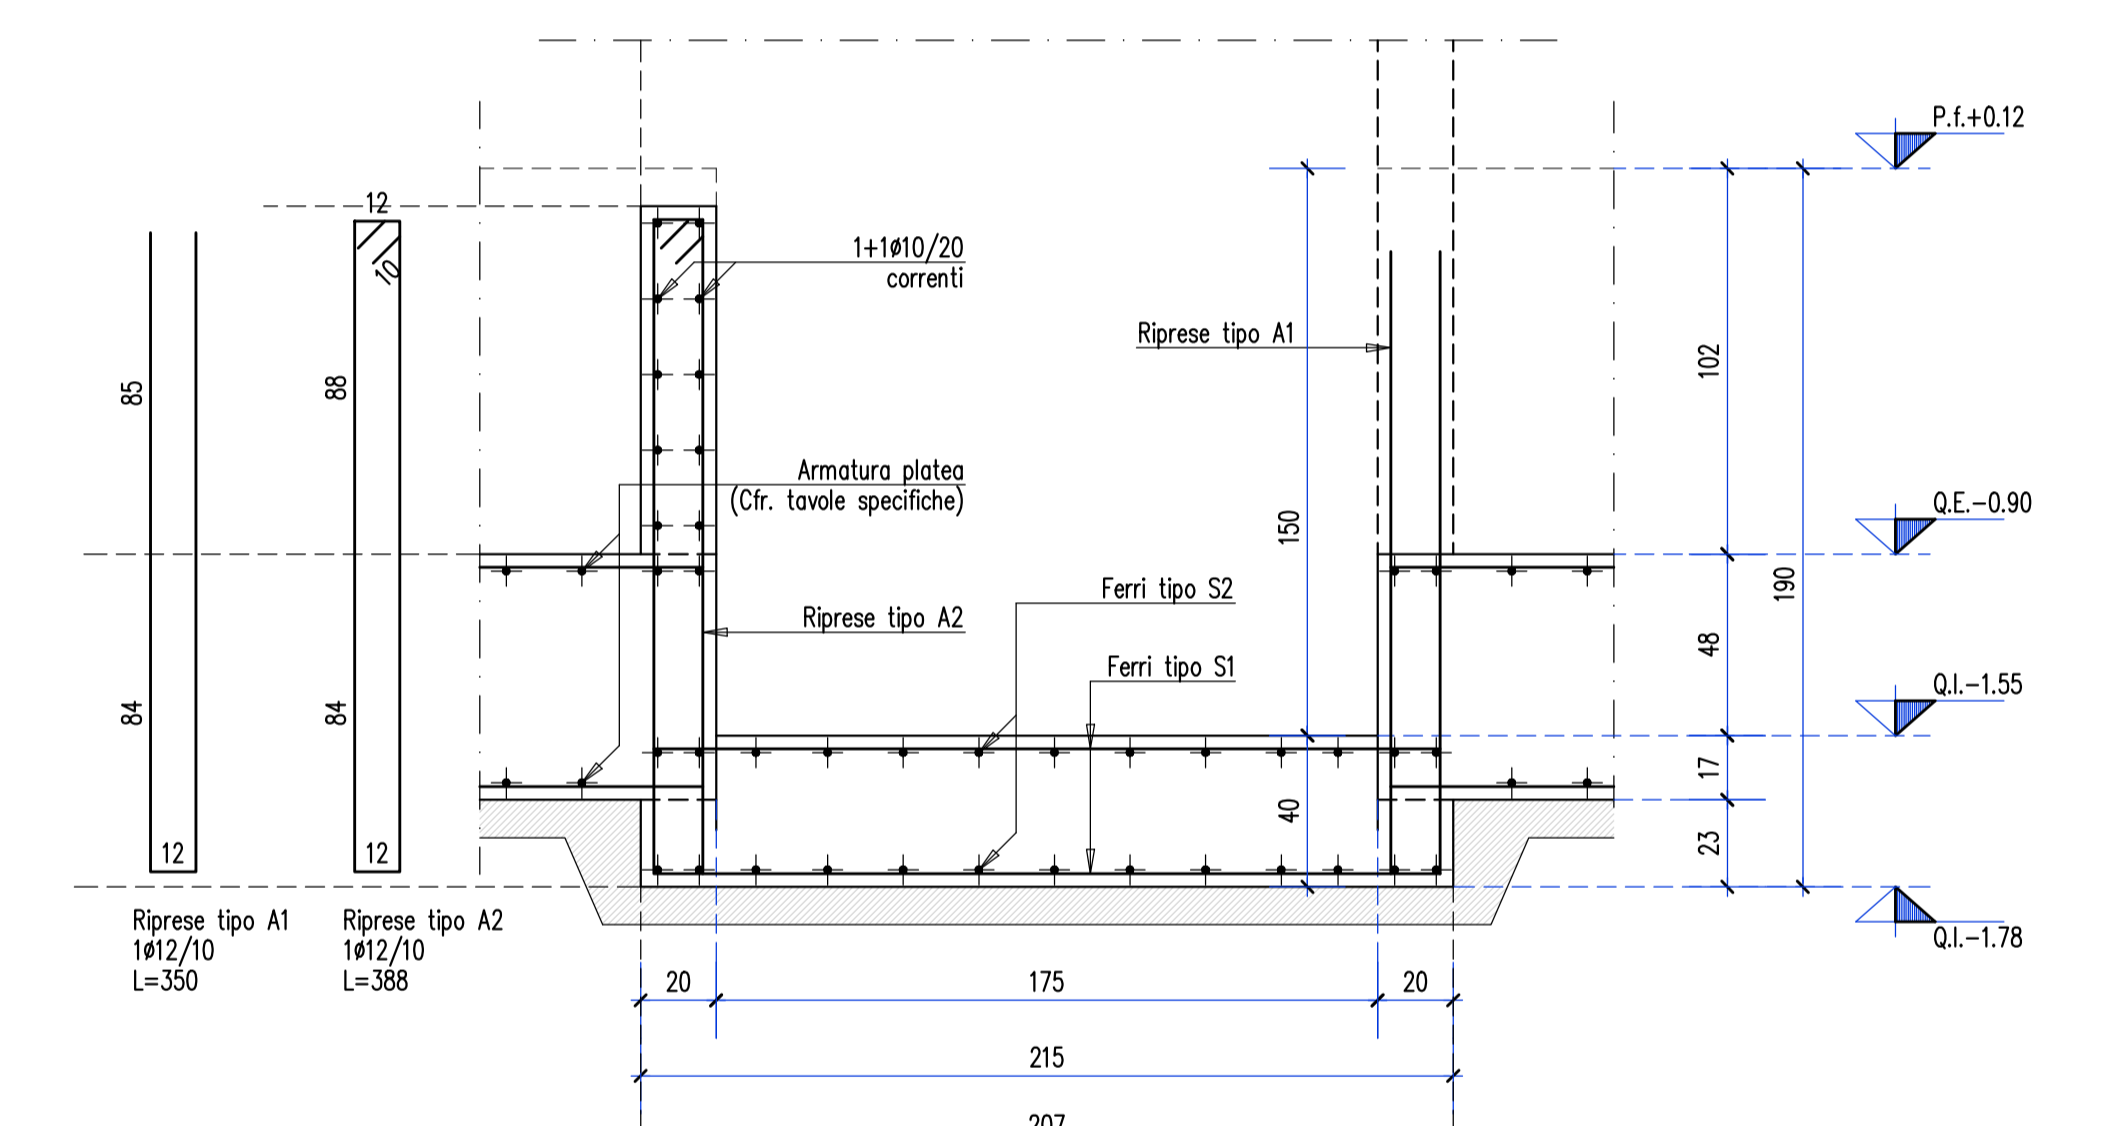 P.f.+0.12
12
10
1+1ø10/20
correnti
Riprese tipo A1
102
85
88
Armatura platea
(Cfr. tavole specifiche)
Q.E.-0.90
150
190
Ferri tipo S2
Riprese tipo A2
48
Ferri tipo S1
Q.I.-1.55
84
84
17
40
23
12
12
Riprese tipo A1
1ø12/10
L=350
Riprese tipo A2
1ø12/10
L=388
Q.I.-1.78
20
175
20
215
207